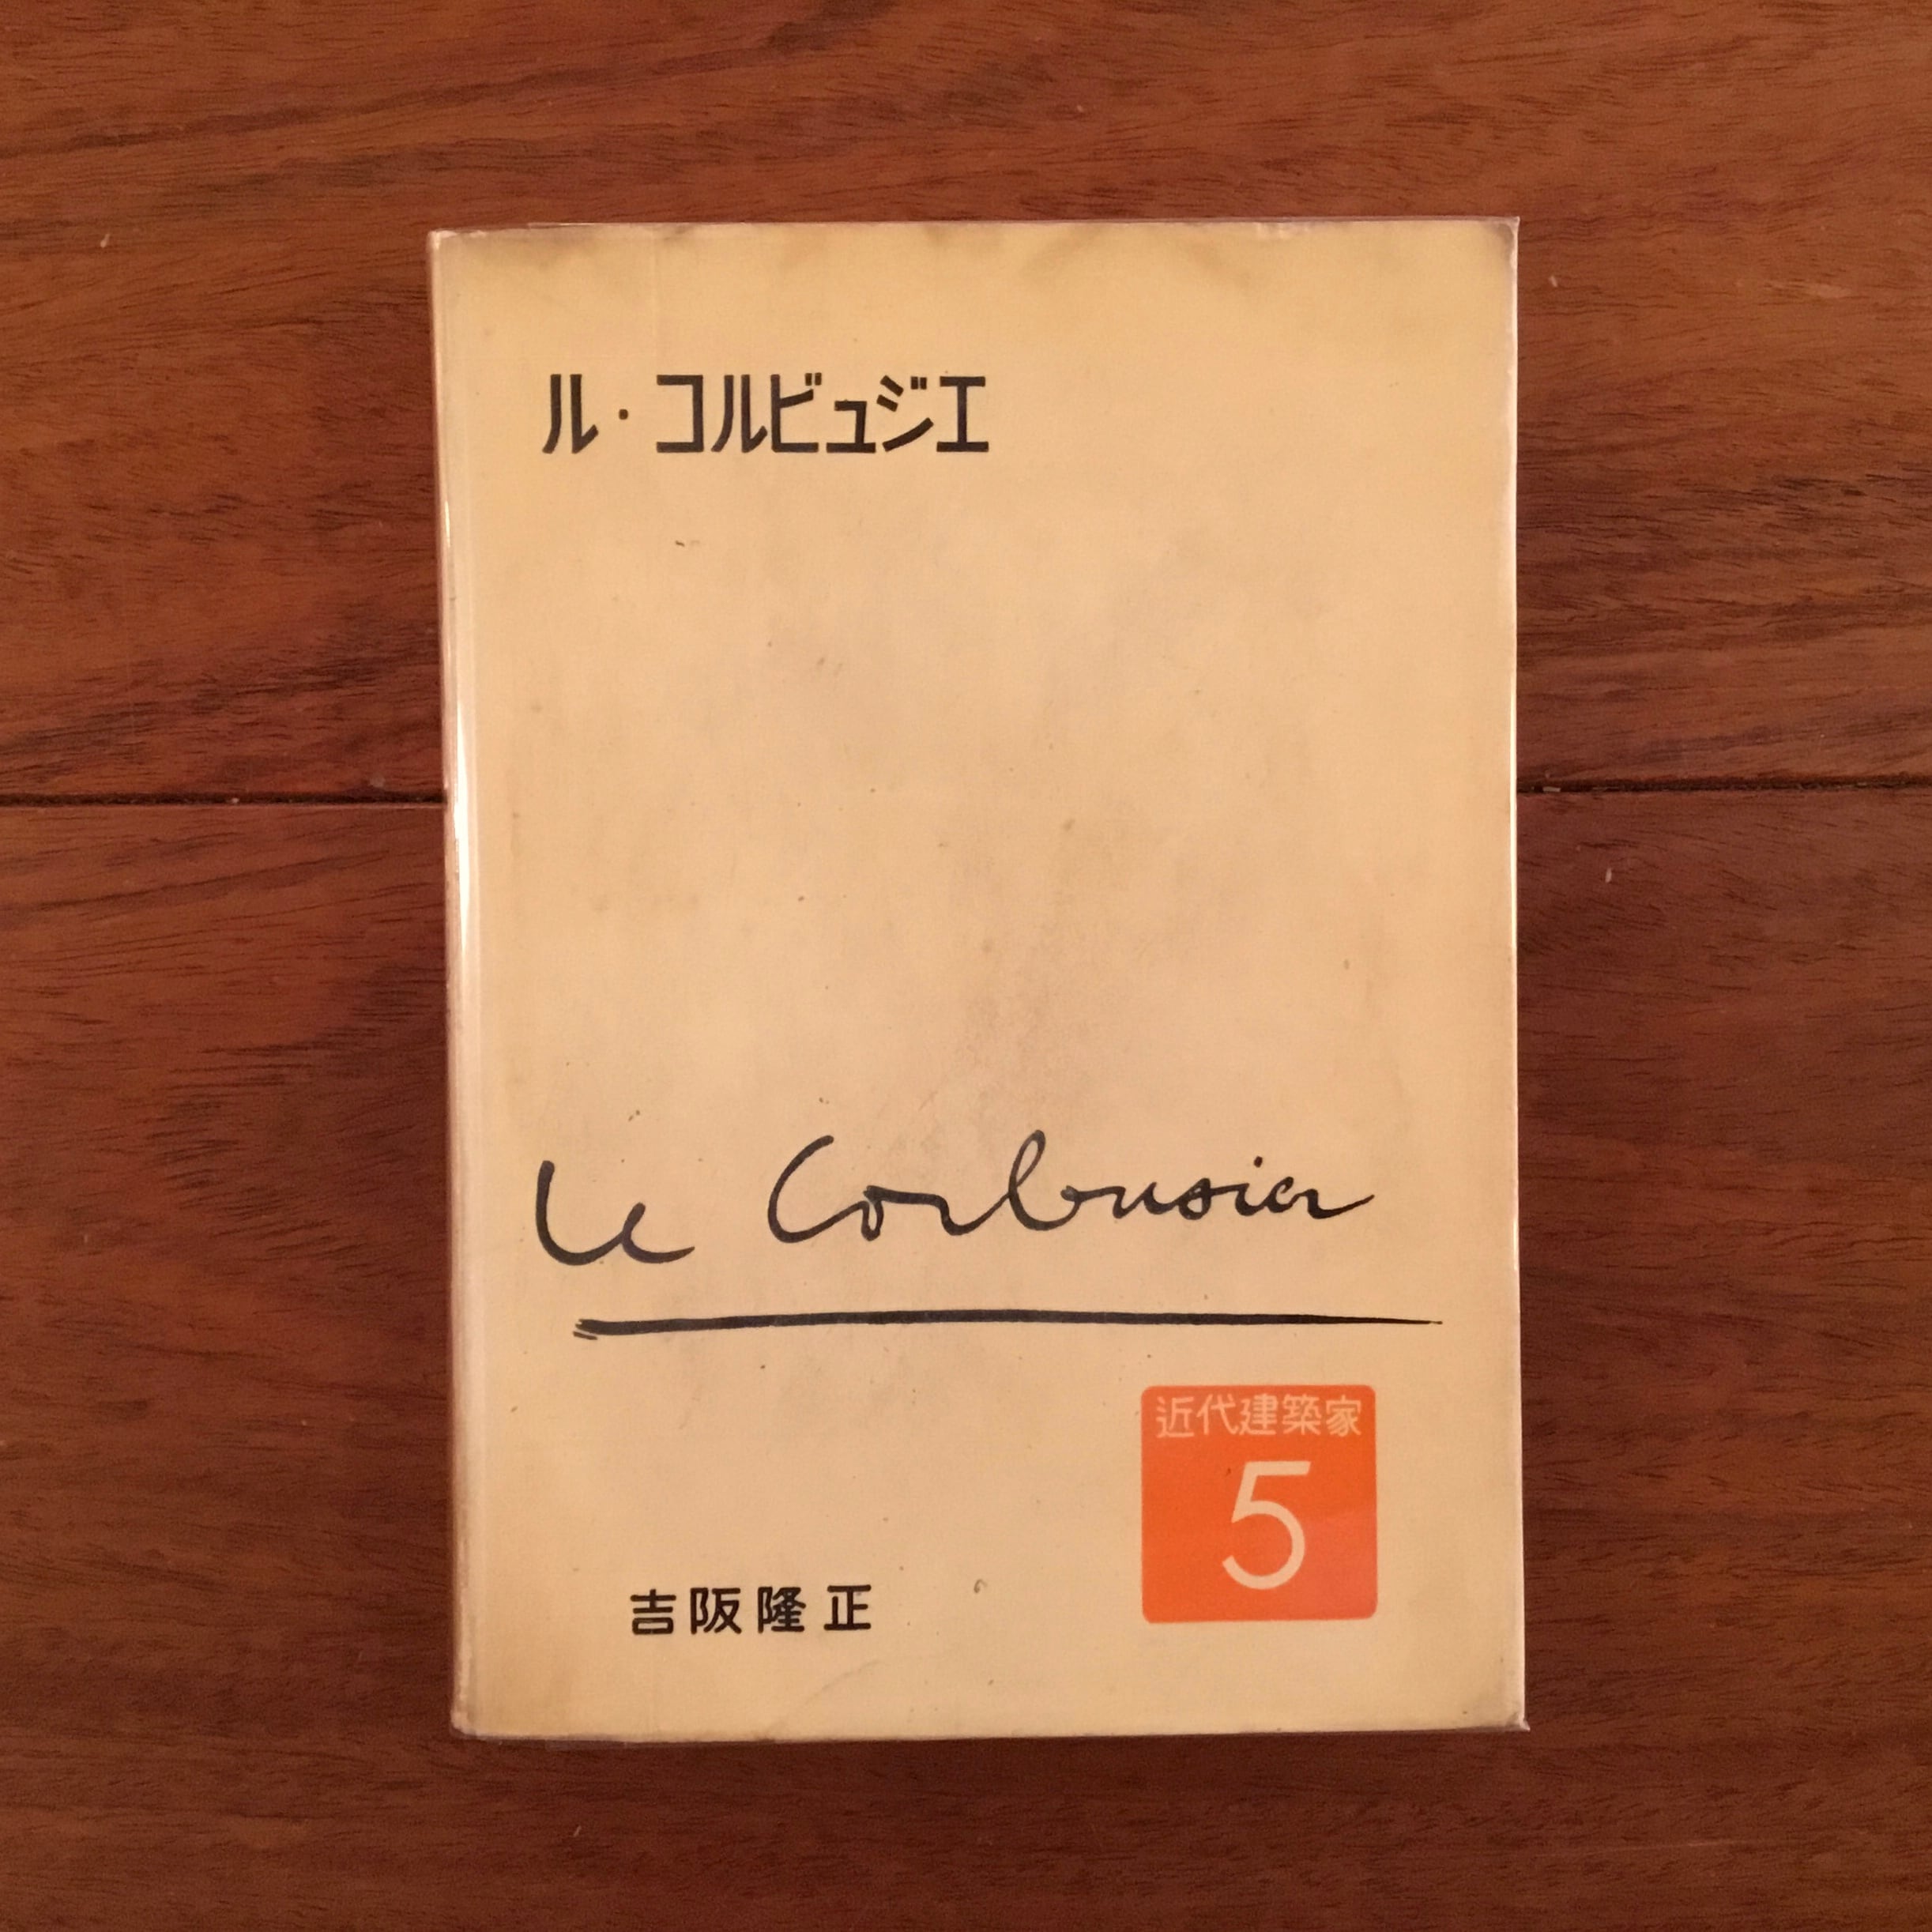 ル・コルビュジエ
Le Corbusier
近代建築家
5
吉阪隆正